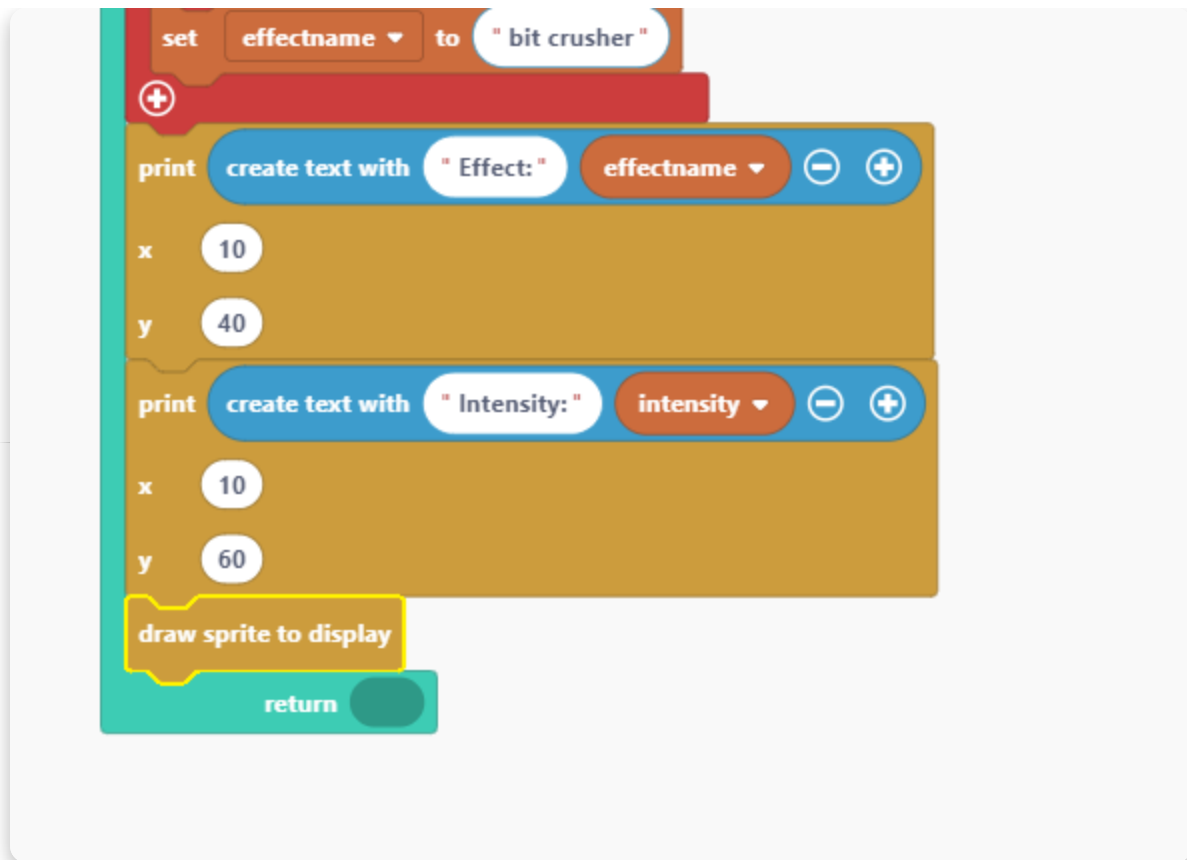 set effectname to " bit crusher "
print create text with " Effect: " effectname
x 10
y 40
print create text with " Intensity: " intensity
x 10
y 60
draw sprite to display
return